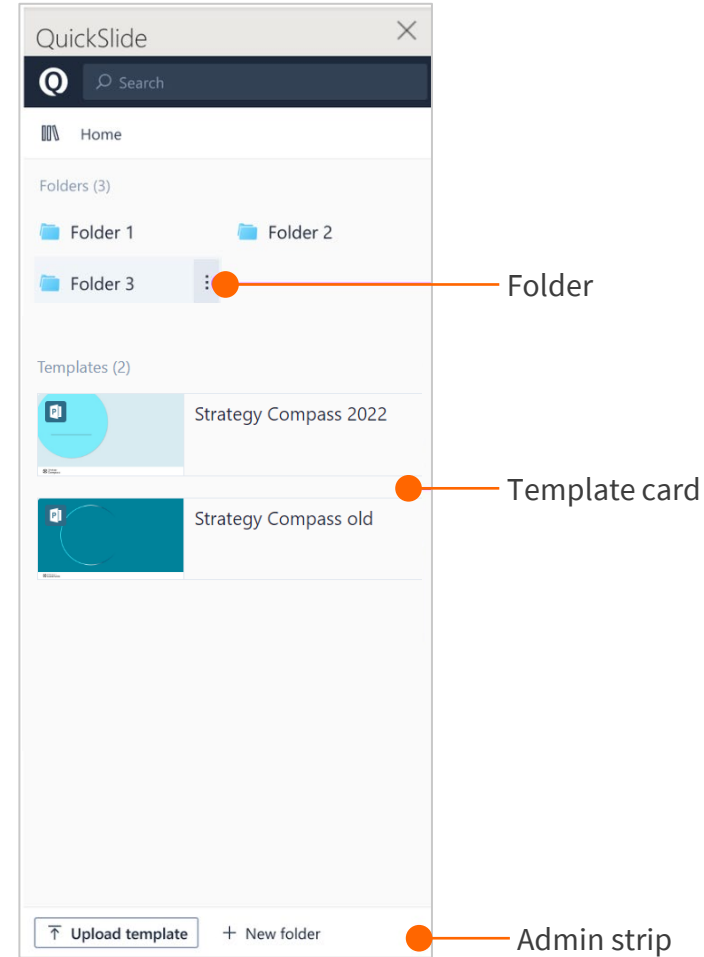 QuickSlide
Q Search
Home
Folders (3)
Folder 1 Folder 2
Folder 3
Folder
Templates (2)
Strategy Compass 2022
Template card
Strategy Compass old
Upload template + New folder
Admin strip